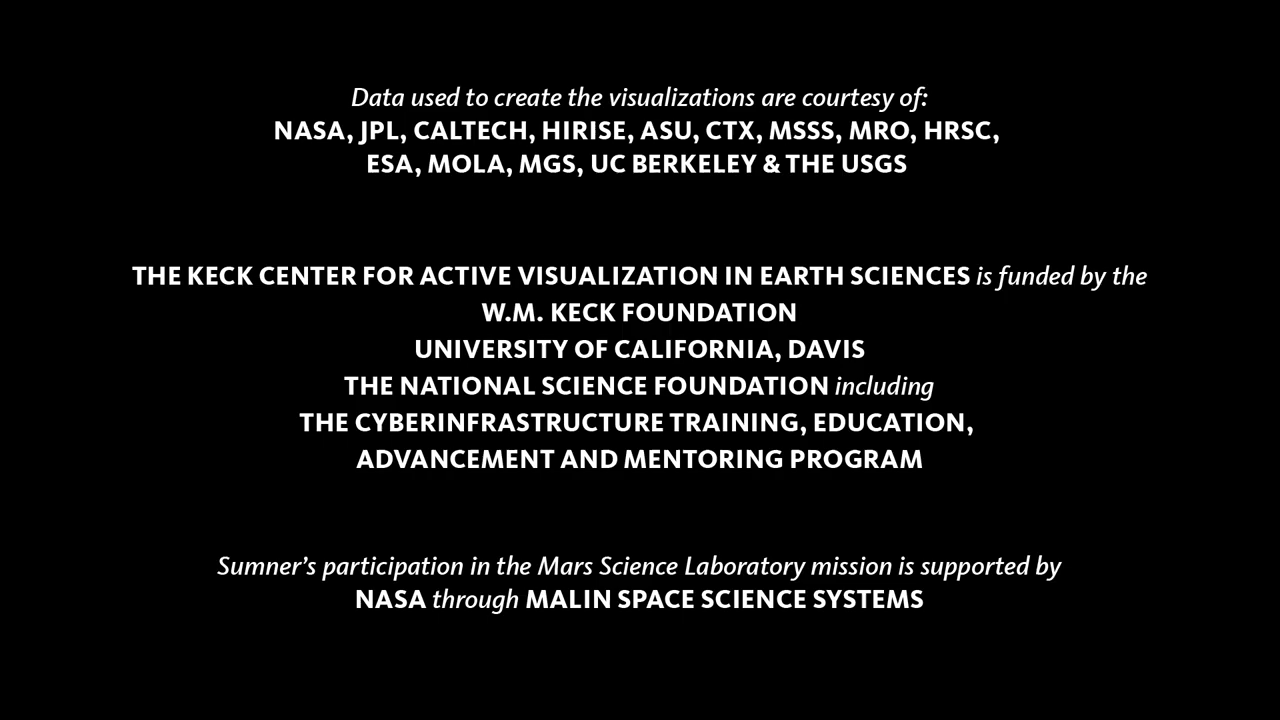 Data used to create the visualizations are courtesy of:
NASA, JPL, CALTECH, HIRISE, ASU, CTX, MSSS, MRO, HRSC,
ESA, MOLA, MGS, UC BERKELEY & THE USGS
THE KECK CENTER FOR ACTIVE VISUALIZATION IN EARTH SCIENCES is funded by the
W.M. KECK FOUNDATION
UNIVERSITY OF CALIFORNIA, DAVIS
THE NATIONAL SCIENCE FOUNDATION including
THE CYBERINFRASTRUCTURE TRAINING, EDUCATION,
ADVANCEMENT AND MENTORING PROGRAM
Sumner’s participation in the Mars Science Laboratory mission is supported by
NASA through MALIN SPACE SCIENCE SYSTEMS